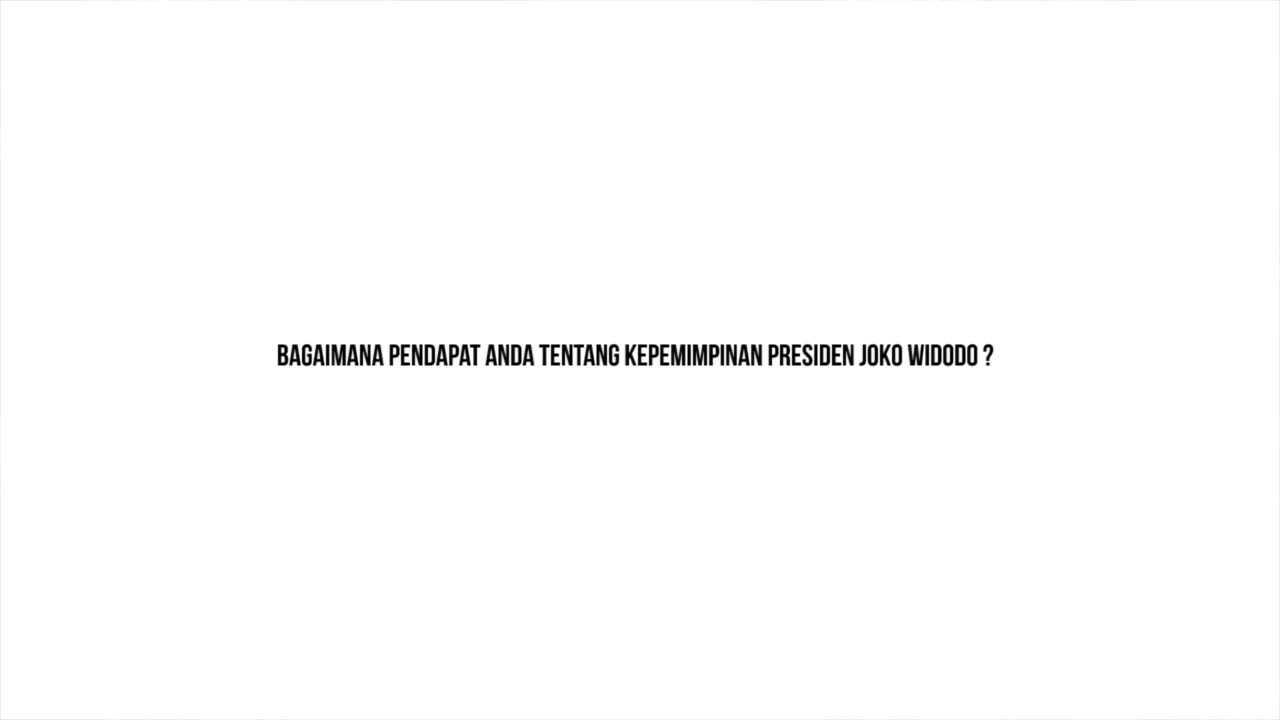 BAGAIMANA PENDAPAT ANDA TENTANG KEPEMIMPINAN PRESIDEN JOKO WIDODO ?